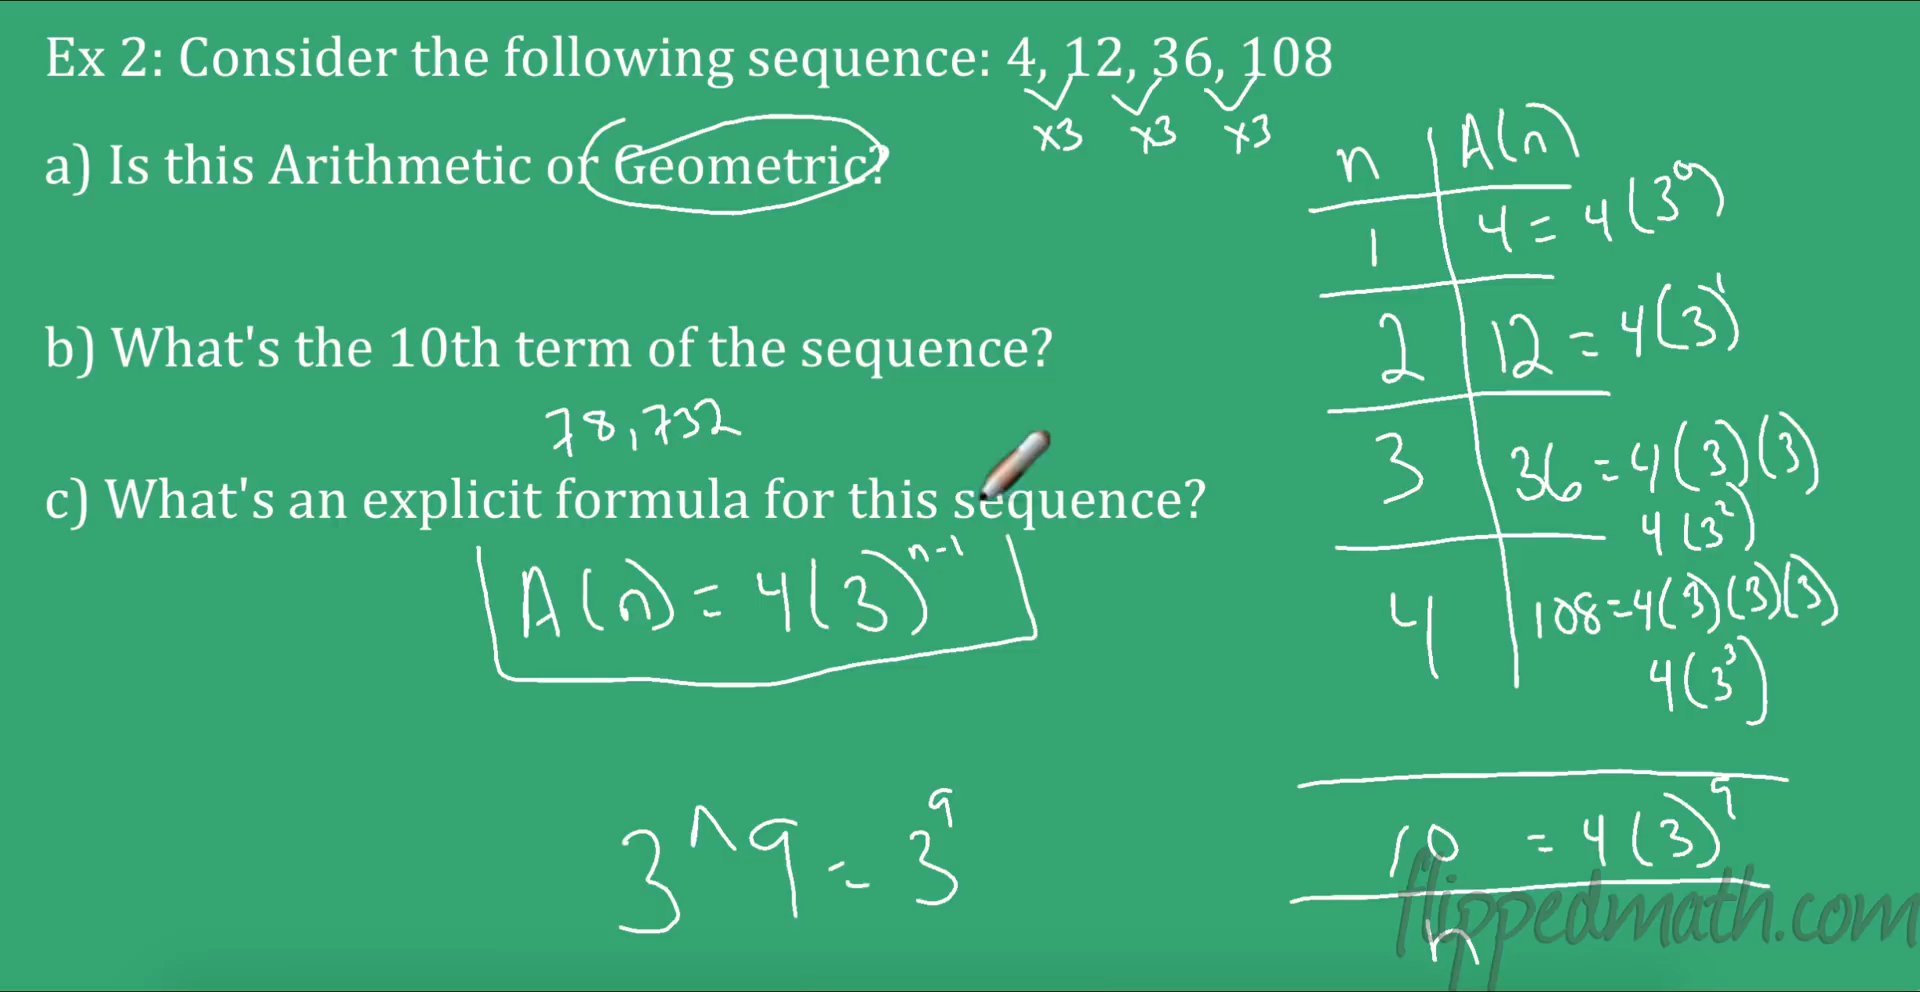 Ex 2: Consider the following sequence: 4, 12, 36, 108
x3 x3 x3
a) Is this Arithmetic or Geometric?
b) What's the 10th term of the sequence?
78,732
c) What's an explicit formula for this sequence?
A(n) = 4(3)^{n-1}
3^9 = 3⁹
n A(n)
1 4 = 4(3⁰)
2 12 = 4(3)¹
3 36 = 4(3)(3)
4(3²)
4 108 = 4(3)(3)(3)
4(3³)
10 = 4(3)⁹
n
flippedmath.com